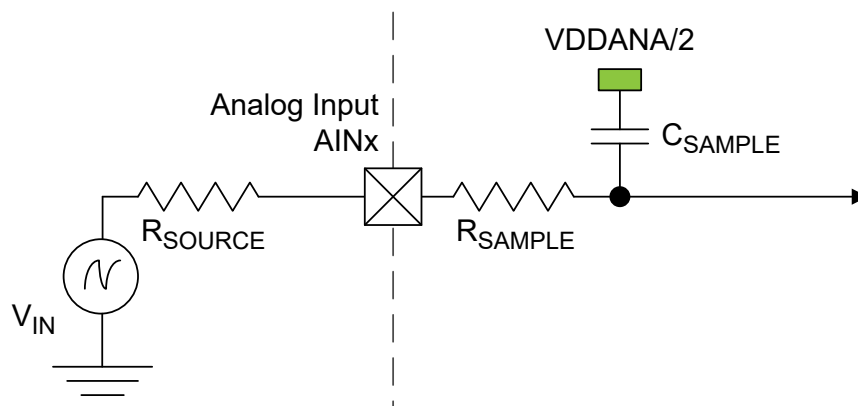 VDDANA/2
Analog Input
AINx
CSAMPLE
RSOURCE
RSAMPLE
VIN